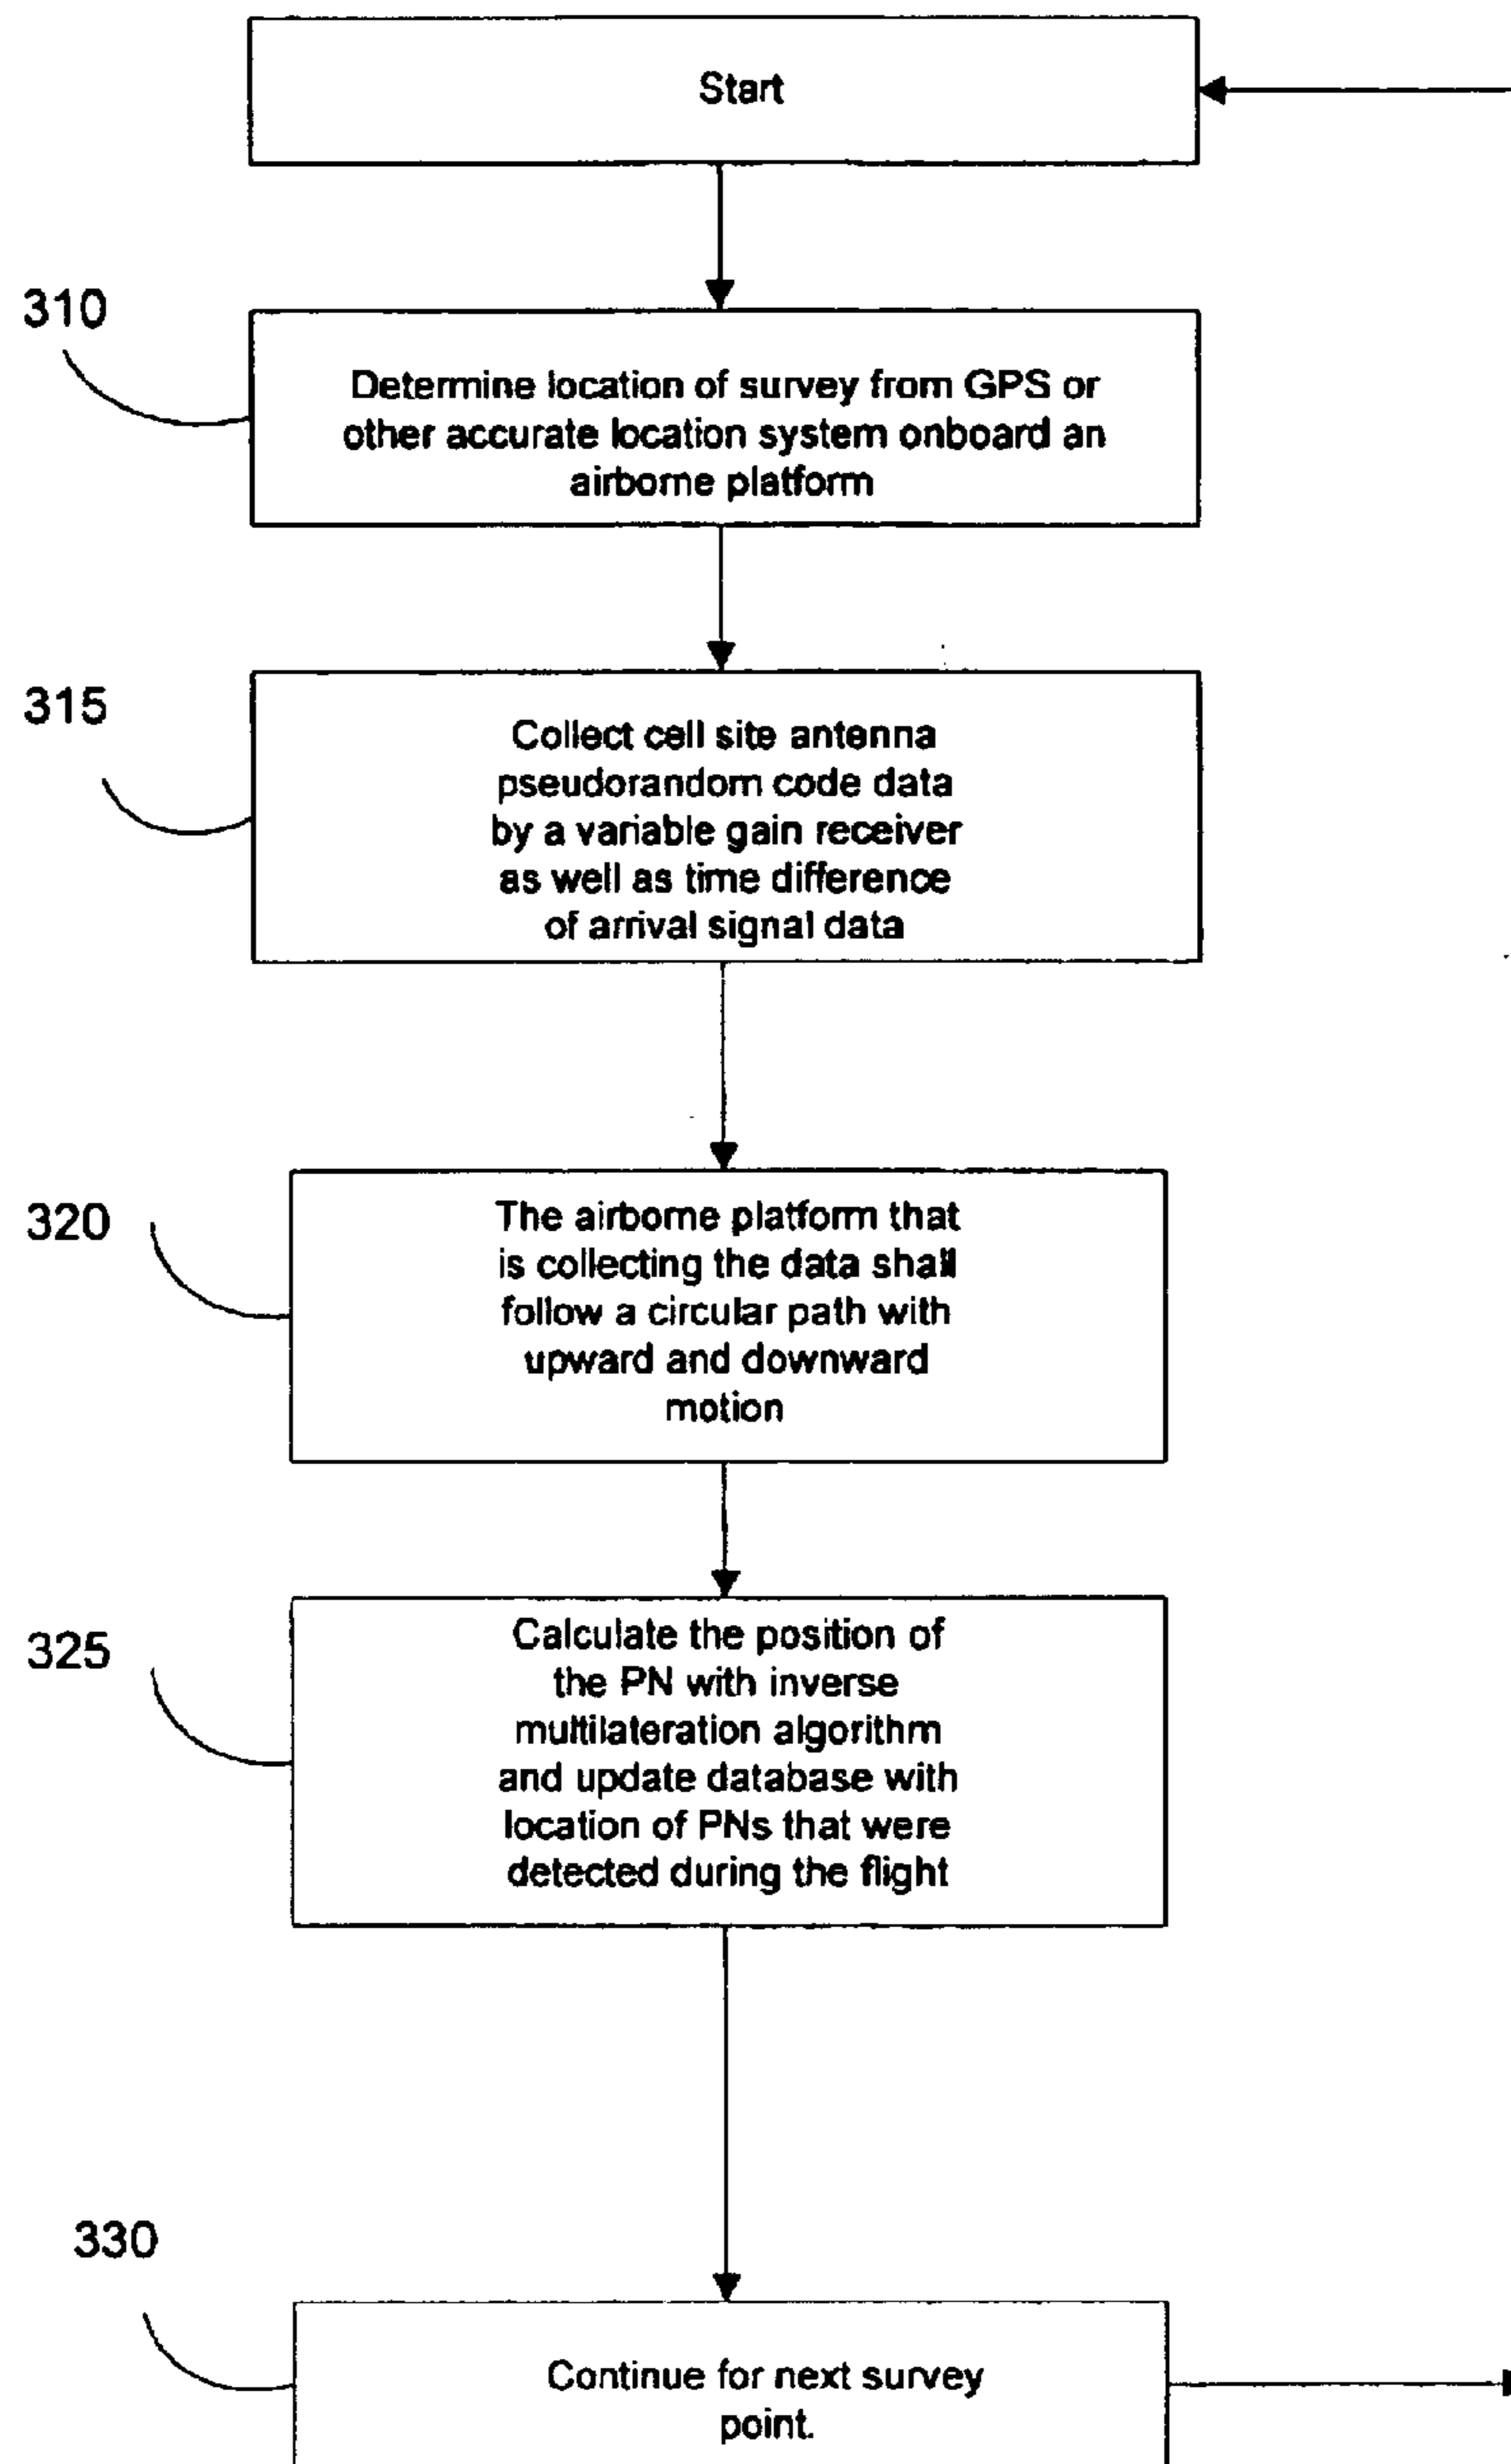 Start
310
Determine location of survey from GPS or
other accurate location system onboard an
airborne platform
315
Collect cell site antenna
pseudorandom code data
by a variable gain receiver
as well as time difference
of arrival signal data
320
The airborne platform that
is collecting the data shall
follow a circular path with
upward and downward
motion
325
Calculate the position of
the PN with inverse
multilateration algorithm
and update database with
location of PNs that were
detected during the flight
330
Continue for next survey
point.